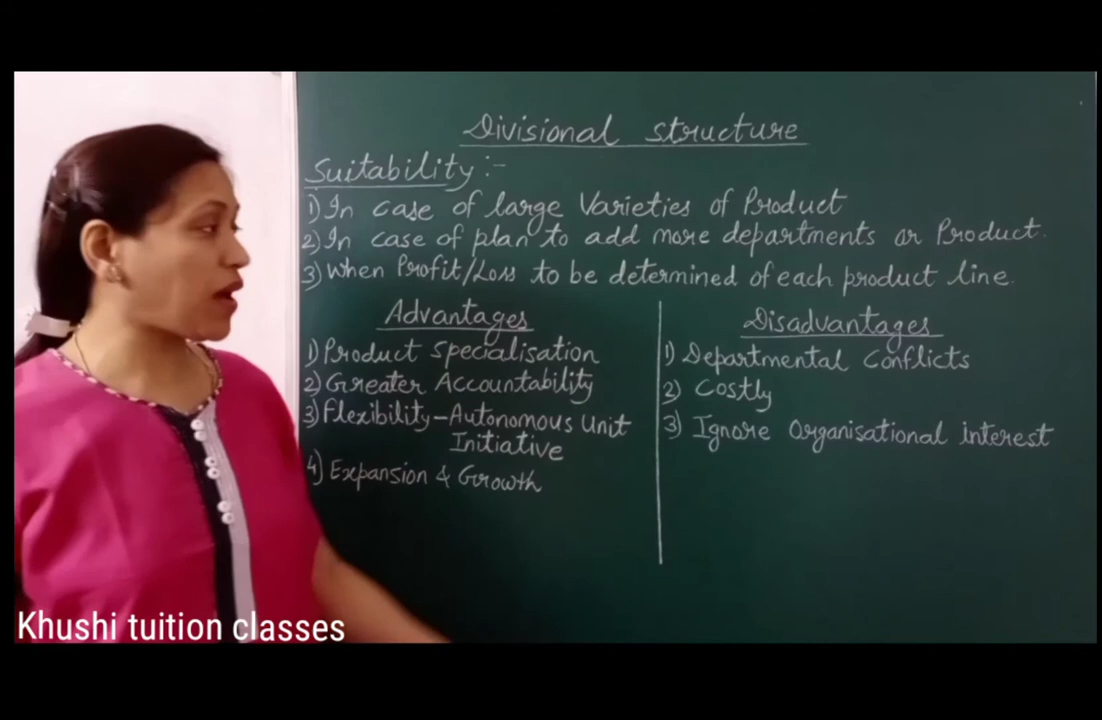 Divisional structure
Suitability :-
1) In case of large Varieties of Product
2) In case of plan to add more departments or Product.
3) When Profit/Loss to be determined of each product line.
Advantages
1) Product Specialisation
2) Greater Accountability
3) Flexibility - Autonomous Unit
Initiative
4) Expansion & Growth
Disadvantages
1) Departmental Conflicts
2) Costly
3) Ignore Organisational interest
Khushi tuition classes